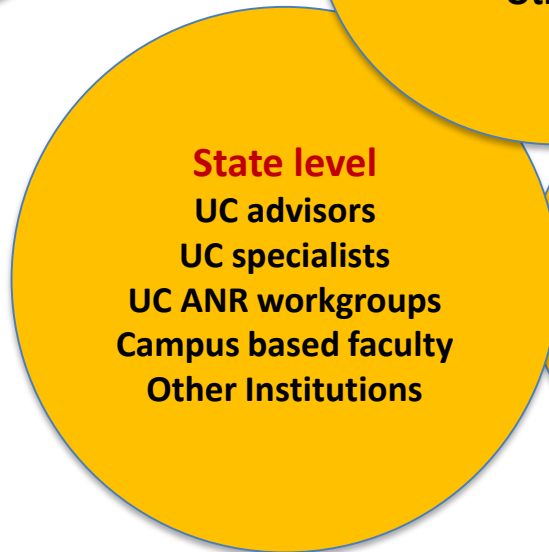 State level
UC advisors
UC specialists
UC ANR workgroups
Campus based faculty
Other Institutions